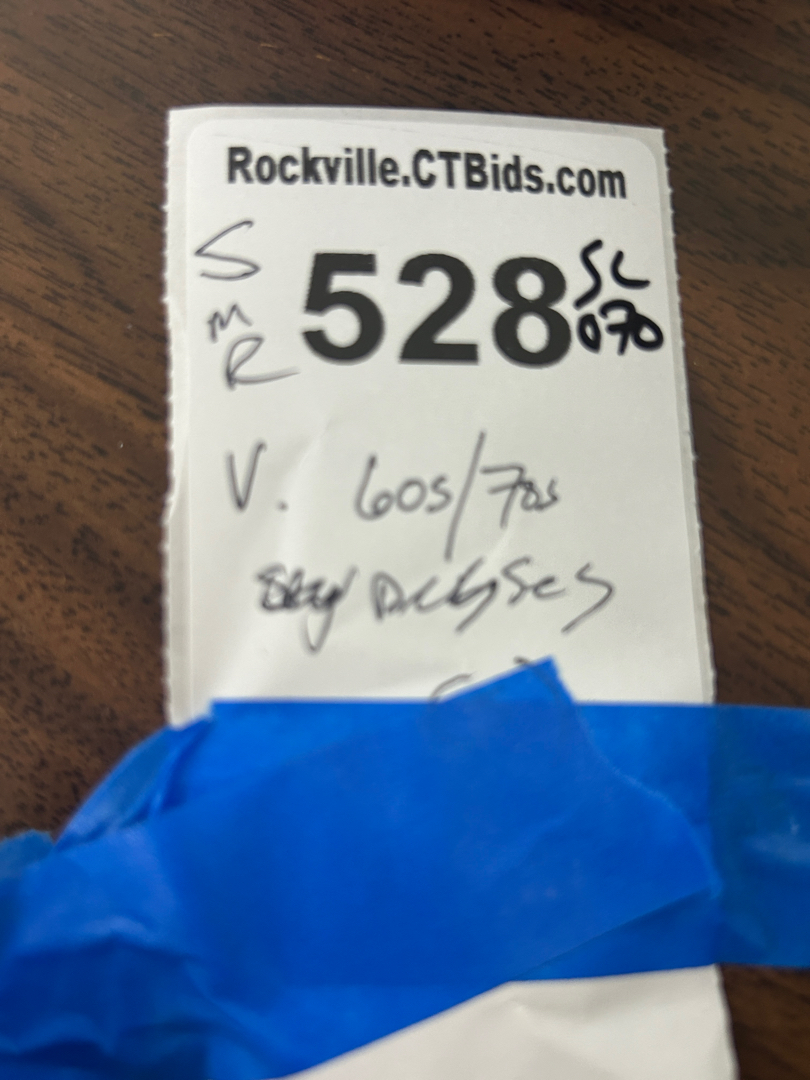 Rockville.CTBids.com
S
M
R
528
SC
070
V. 60s/70s